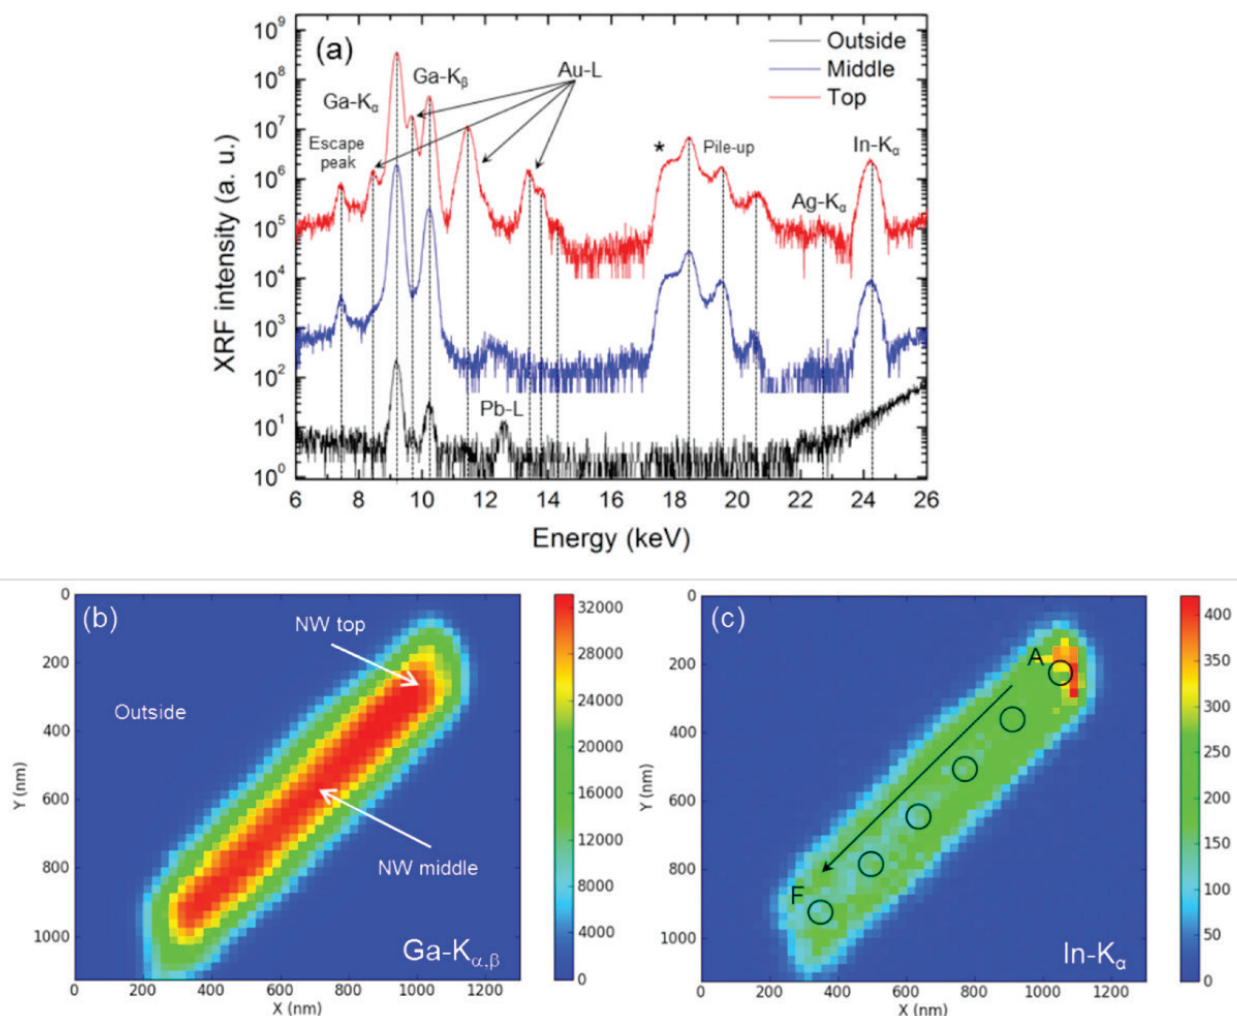 (a)
10⁹
10⁸
10⁷
10⁶
10⁵
10⁴
10³
10²
10¹
10⁰
XRF intensity (a. u.)
Outside
Middle
Top
Ga-Kα
Ga-Kβ
Au-L
Escape
peak
*
Pile-up
In-Kα
Ag-Kα
Pb-L
6 8 10 12 14 16 18 20 22 24 26
Energy (keV)
(b)
NW top
Outside
NW middle
Ga-Kα,β
0
200
400
600
800
1000
Y (nm)
0 200 400 600 800 1000 1200
X (nm)
32000
28000
24000
20000
16000
12000
8000
4000
0
(c)
A
F
In-Kα
0
200
400
600
800
1000
Y (nm)
0 200 400 600 800 1000 1200
X (nm)
400
350
300
250
200
150
100
50
0